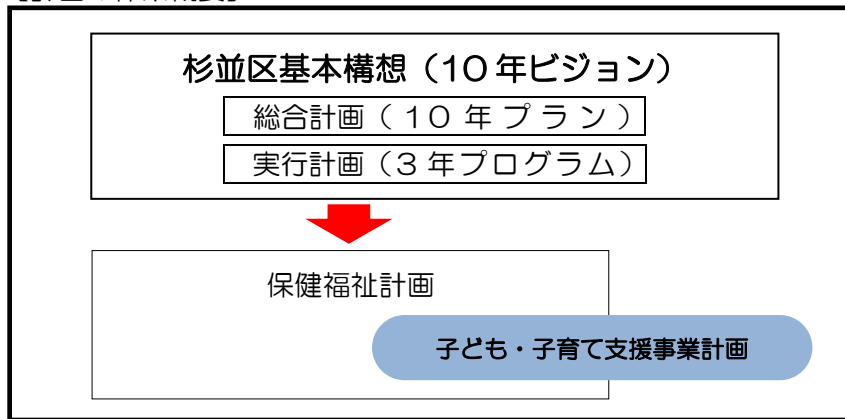 杉並区基本構想（10年ビジョン）
総合計画（10年プラン）
実行計画（3年プログラム）
保健福祉計画
子ども・子育て支援事業計画